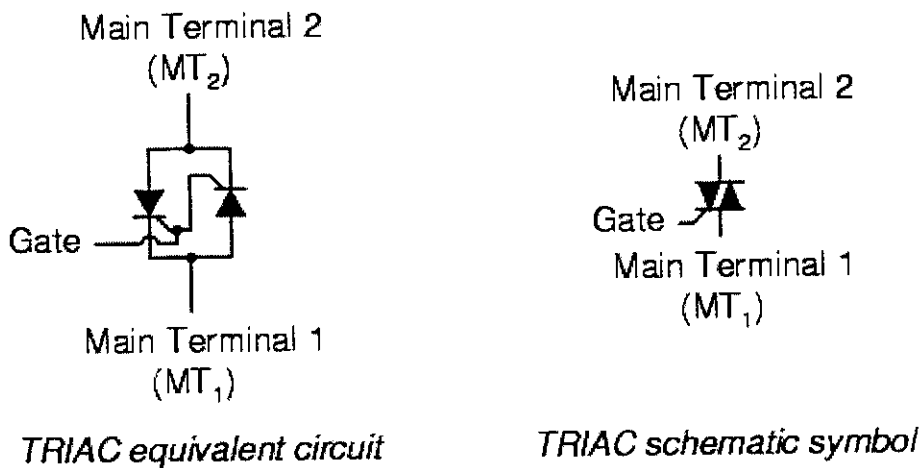 Main Terminal 2
(MT₂)
Gate
Main Terminal 1
(MT₁)
TRIAC equivalent circuit
Main Terminal 2
(MT₂)
Gate
Main Terminal 1
(MT₁)
TRIAC schematic symbol